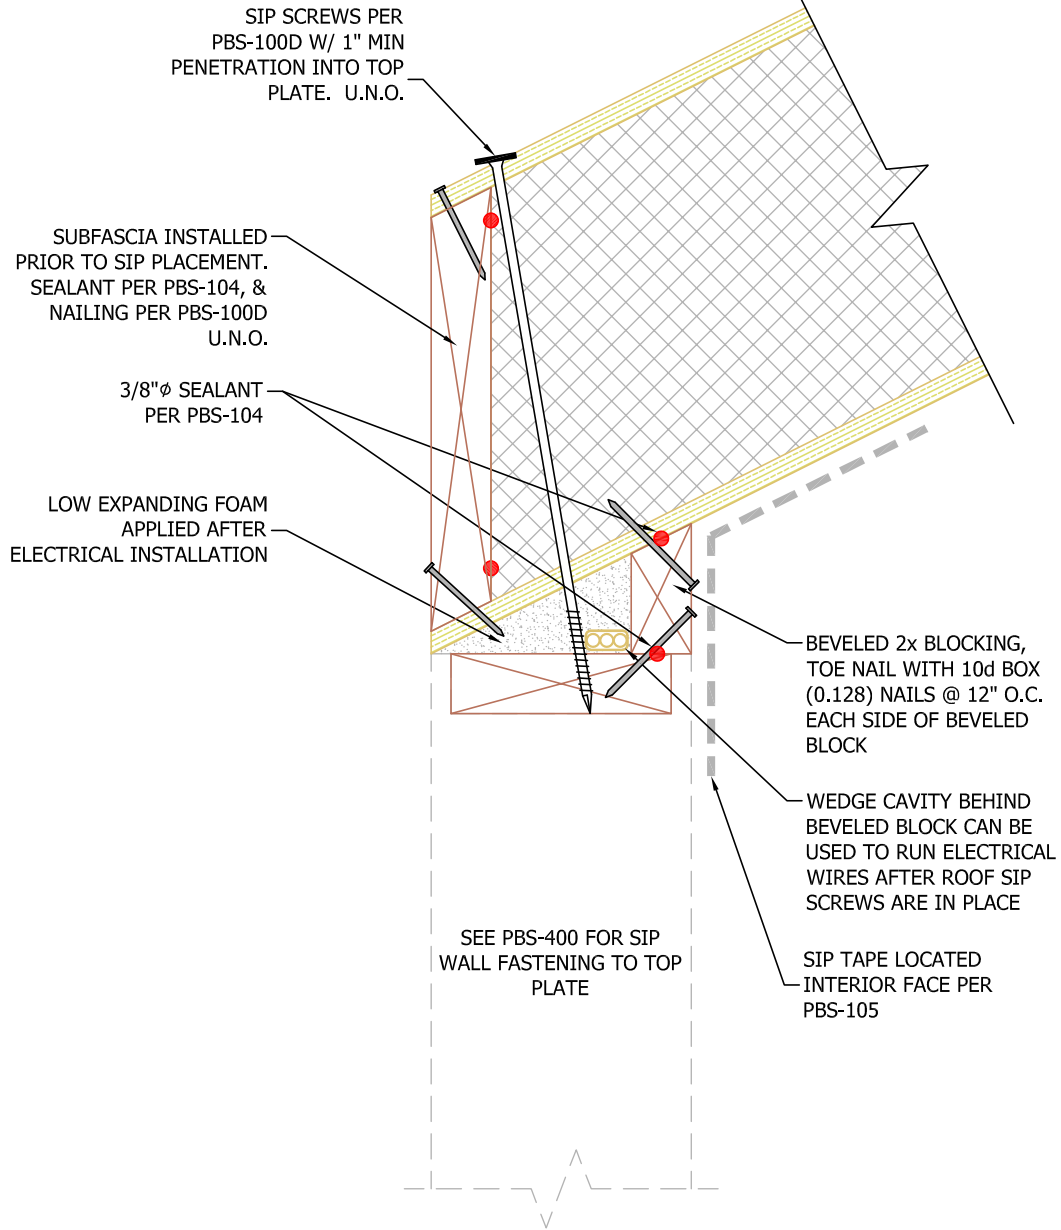 SIP SCREWS PER
PBS-100D W/ 1" MIN
PENETRATION INTO TOP
PLATE.  U.N.O.
SUBFASCIA INSTALLED
PRIOR TO SIP PLACEMENT.
SEALANT PER PBS-104, &
NAILING PER PBS-100D
U.N.O.
3/8"⌀ SEALANT
PER PBS-104
LOW EXPANDING FOAM
APPLIED AFTER
ELECTRICAL INSTALLATION
BEVELED 2x BLOCKING,
TOE NAIL WITH 10d BOX
(0.128) NAILS @ 12" O.C.
EACH SIDE OF BEVELED
BLOCK
WEDGE CAVITY BEHIND
BEVELED BLOCK CAN BE
USED TO RUN ELECTRICAL
WIRES AFTER ROOF SIP
SCREWS ARE IN PLACE
SEE PBS-400 FOR SIP
WALL FASTENING TO TOP
PLATE
SIP TAPE LOCATED
INTERIOR FACE PER
PBS-105